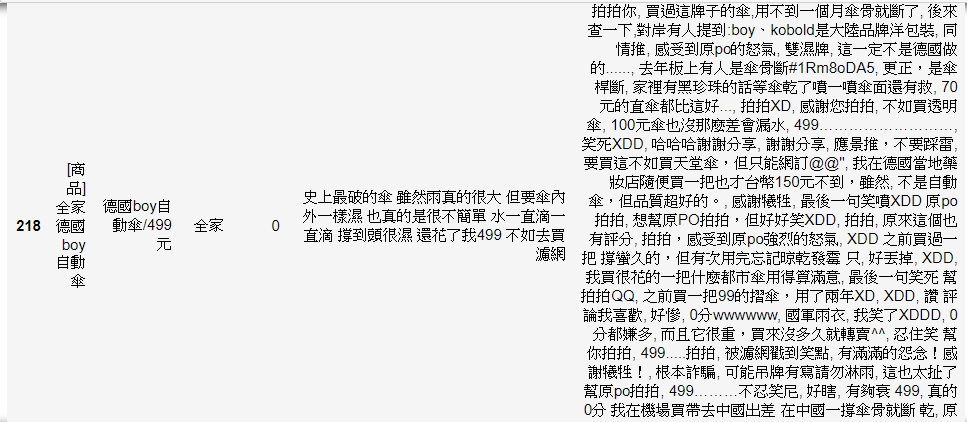 218
[商
品]
全家
德國
boy
自動
傘
德國boy自
動傘/499
元
全家
0
史上最破的傘 雖然雨真的很大 但要傘內
外一樣濕 也真的是很不簡單 水一直滴一
直滴 撐到頭很濕 還花了我499 不如去買
濾網
拍拍你, 買過這牌子的傘,用不到一個月傘骨就斷了, 後來
查一下,對岸有人提到:boy、kobold是大陸品牌洋包裝, 同
情推, 感受到原po的怒氣, 雙濕牌, 這一定不是德國做
的......, 去年板上有人是傘骨斷#1Rm8oDA5, 更正，是傘
桿斷, 家裡有黑珍珠的話等傘乾了噴一噴傘面還有救, 70
元的直傘都比這好..., 拍拍XD, 感謝您拍拍, 不如買透明
傘, 100元傘也沒那麼差會漏水, 499…………………………,
笑死XDD, 哈哈哈謝謝分享, 謝謝分享, 應景推，不要踩雷,
要買這不如買天堂傘，但只能網訂@@", 我在德國當地藥
妝店隨便買一把也才台幣150元不到，雖然, 不是自動
傘，但品質超好的。, 感謝犧牲, 最後一句笑噴XDD 原po
拍拍, 想幫原PO拍拍，但好好笑XDD, 拍拍, 原來這個也
有評分, 拍拍，感受到原po強烈的怒氣, XDD 之前買過一
把 撐蠻久的，但有次用完忘記晾乾發霉 只, 好丟掉, XDD,
我買很花的一把什麼都市傘用得算滿意, 最後一句笑死 幫
拍拍QQ, 之前買一把99的摺傘，用了兩年XD, XDD, 讚 評
論我喜歡, 好慘, 0分wwwwww, 國軍雨衣, 我笑了XDDD, 0
分都嫌多, 而且它很重，買來沒多久就轉賣^^, 忍住笑 幫
你拍拍, 499.....拍拍, 被濾網戳到笑點, 有滿滿的怨念！感
謝犧牲！, 根本詐騙, 可能吊牌有寫請勿淋雨, 這也太扯了
幫原po拍拍, 499………不忍笑尼, 好瞎, 有夠衰 499, 真的
0分 我在機場買帶去中國出差 在中國一撐傘骨就斷 乾, 原